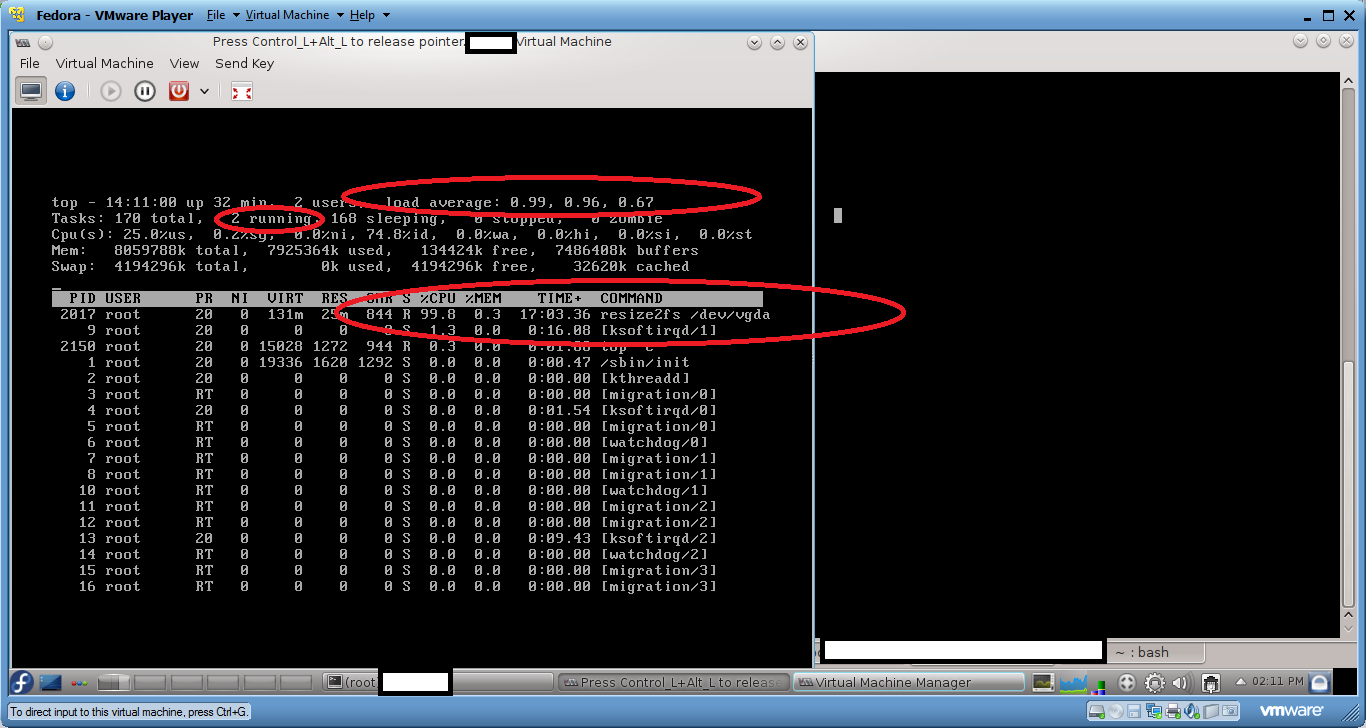 Fedora - VMware Player File Virtual Machine Help
Press Control_L+Alt_L to release pointer. Virtual Machine
File Virtual Machine View Send Key
top - 14:11:00 up 32 min, 2 users, load average: 0.99, 0.96, 0.67
Tasks: 170 total, 2 running, 168 sleeping, 0 stopped, 0 zombie
Cpu(s): 25.0%us, 0.2%sy, 0.0%ni, 74.8%id, 0.0%wa, 0.0%hi, 0.0%si, 0.0%st
Mem: 8059788k total, 7925364k used, 134424k free, 7486408k buffers
Swap: 4194296k total, 0k used, 4194296k free, 32620k cached
PID USER PR NI VIRT RES SHR S %CPU %MEM TIME+ COMMAND
2017 root 20 0 131m 25m 844 R 99.8 0.3 17:03.36 resize2fs /dev/vgda
9 root 20 0 0 0 0 S 1.3 0.0 0:16.08 [ksoftirqd/1]
2150 root 20 0 15028 1272 944 R 0.3 0.0 0:01.88 top -c
1 root 20 0 19336 1620 1292 S 0.0 0.0 0:00.47 /sbin/init
2 root 20 0 0 0 0 S 0.0 0.0 0:00.00 [kthreadd]
3 root RT 0 0 0 0 S 0.0 0.0 0:00.00 [migration/0]
4 root 20 0 0 0 0 S 0.0 0.0 0:01.54 [ksoftirqd/0]
5 root RT 0 0 0 0 S 0.0 0.0 0:00.00 [migration/0]
6 root RT 0 0 0 0 S 0.0 0.0 0:00.00 [watchdog/0]
7 root RT 0 0 0 0 S 0.0 0.0 0:00.00 [migration/1]
8 root RT 0 0 0 0 S 0.0 0.0 0:00.00 [migration/1]
10 root RT 0 0 0 0 S 0.0 0.0 0:00.00 [watchdog/1]
11 root RT 0 0 0 0 S 0.0 0.0 0:00.00 [migration/2]
12 root RT 0 0 0 0 S 0.0 0.0 0:00.00 [migration/2]
13 root 20 0 0 0 0 S 0.0 0.0 0:09.43 [ksoftirqd/2]
14 root RT 0 0 0 0 S 0.0 0.0 0:00.00 [watchdog/2]
15 root RT 0 0 0 0 S 0.0 0.0 0:00.00 [migration/3]
16 root RT 0 0 0 0 S 0.0 0.0 0:00.00 [migration/3]
~ : bash
(root Press Control_L+Alt_L to release Virtual Machine Manager 02:11 PM
To direct input to this virtual machine, press Ctrl+G. vmware